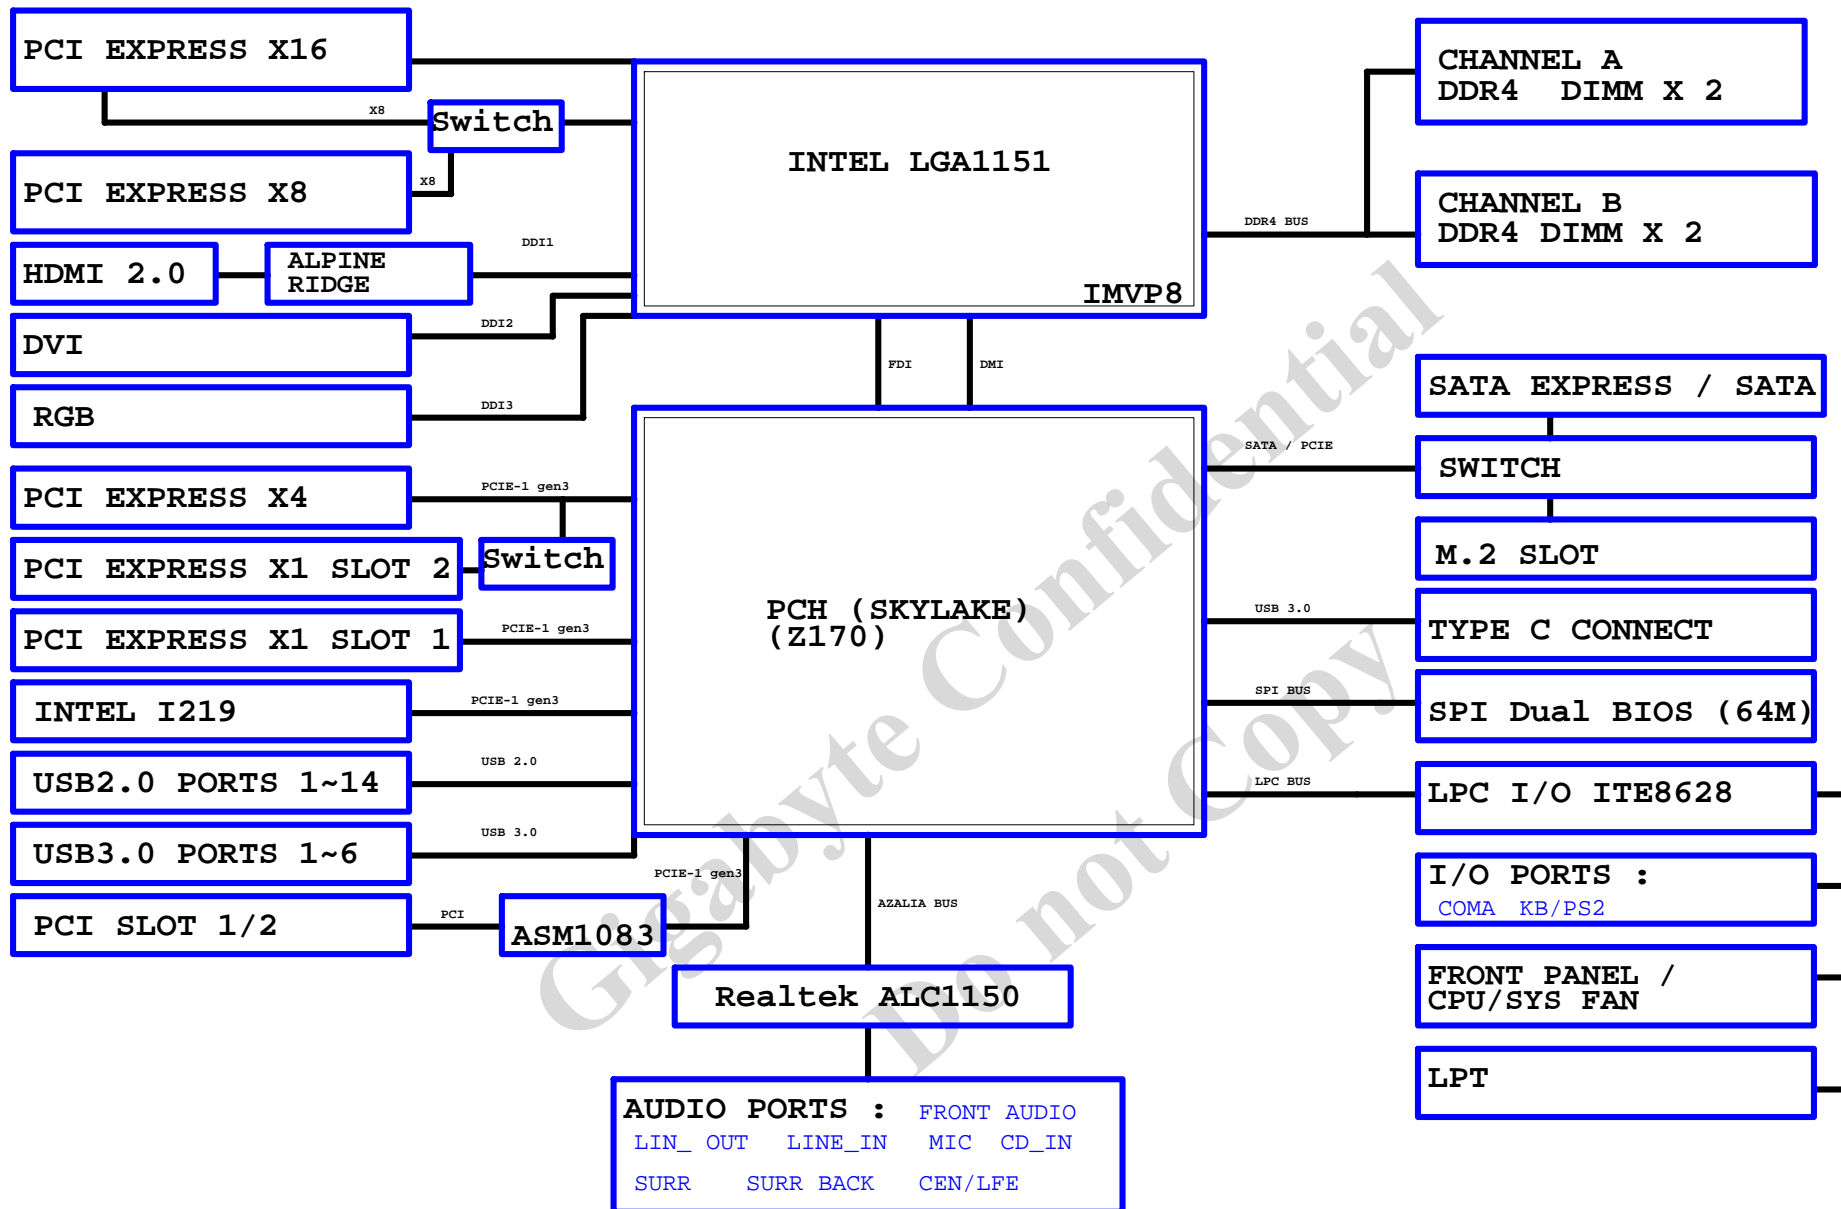 PCI EXPRESS X16
X8
Switch
PCI EXPRESS X8
X8
HDMI 2.0
ALPINE
RIDGE
DDI1
DVI
DDI2
RGB
DDI3
PCI EXPRESS X4
PCIE-1 gen3
PCI EXPRESS X1 SLOT 2
Switch
PCI EXPRESS X1 SLOT 1
PCIE-1 gen3
INTEL I219
PCIE-1 gen3
USB2.0 PORTS 1~14
USB 2.0
USB3.0 PORTS 1~6
USB 3.0
PCI SLOT 1/2
PCI
ASM1083
PCIE-1 gen3
INTEL LGA1151
IMVP8
FDI
DMI
PCH (SKYLAKE)
(Z170)
AZALIA BUS
Realtek ALC1150
AUDIO PORTS : FRONT AUDIO
LIN_ OUT LINE_IN MIC CD_IN
SURR SURR BACK CEN/LFE
DDR4 BUS
CHANNEL A
DDR4 DIMM X 2
CHANNEL B
DDR4 DIMM X 2
SATA EXPRESS / SATA
SATA / PCIE
SWITCH
M.2 SLOT
USB 3.0
TYPE C CONNECT
SPI BUS
SPI Dual BIOS (64M)
LPC BUS
LPC I/O ITE8628
I/O PORTS :
COMA KB/PS2
FRONT PANEL /
CPU/SYS FAN
LPT
Gigabyte Confidential
Do not Copy